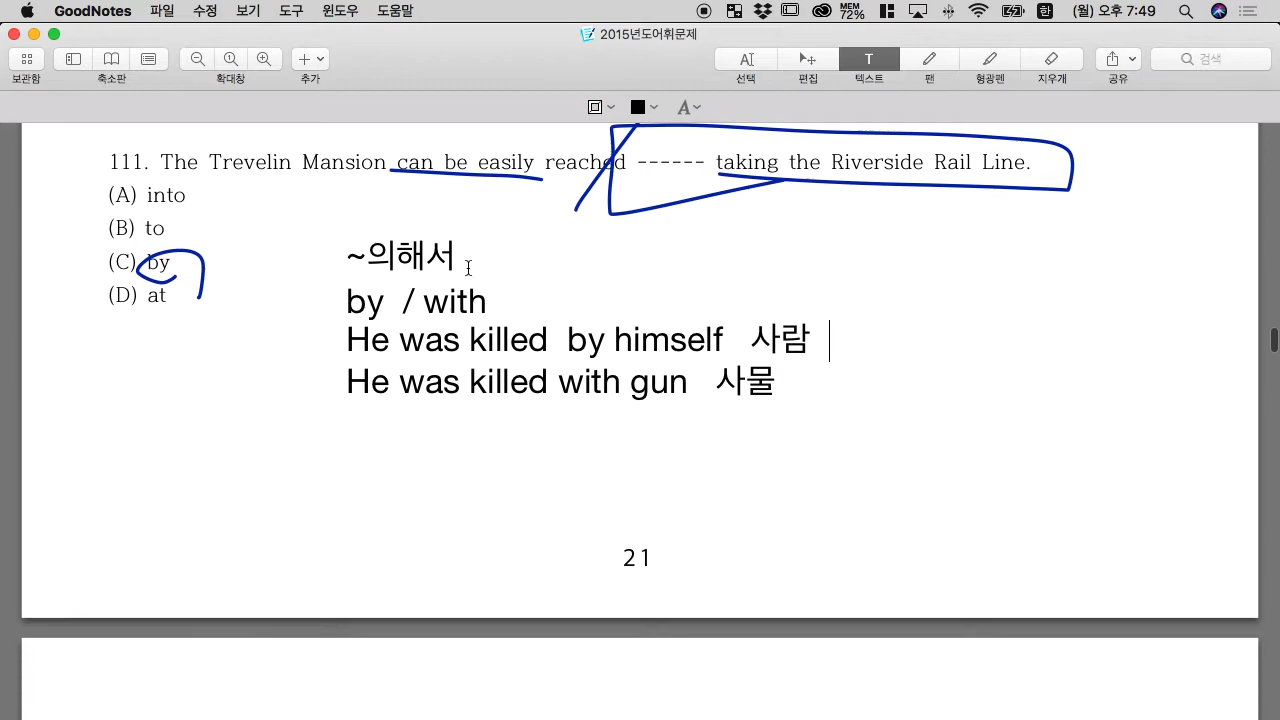 GoodNotes 파일 수정 보기 도구 윈도우 도움말 MEM 72% 한 (월) 오후 7:49
2015년도어휘문제
보관함 축소판 확대창 추가 선택 편집 T 텍스트 펜 형광펜 지우개 공유 검색
111. The Trevelin Mansion can be easily reached ------ taking the Riverside Rail Line.
(A) into
(B) to
(C) by
(D) at
~의해서
by / with
He was killed by himself 사람
He was killed with gun 사물
21